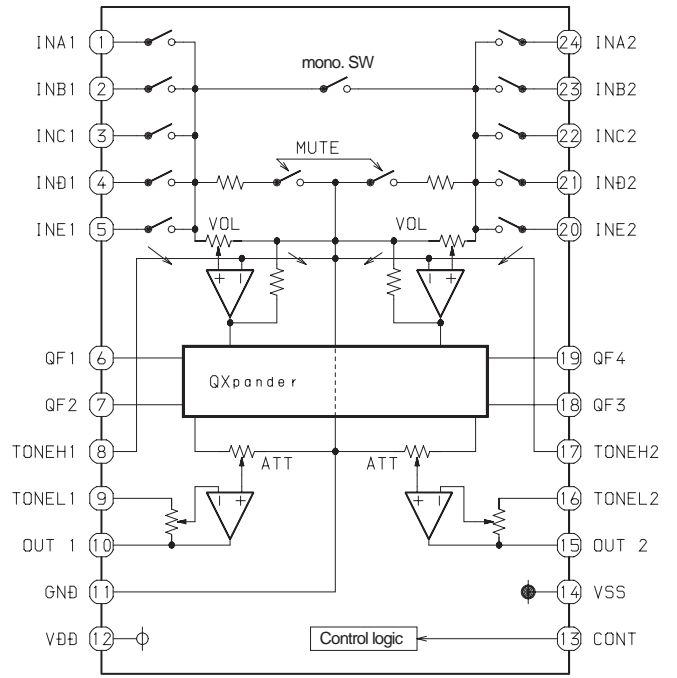 INA1 1 24 INA2
mono. SW
INB1 2 23 INB2
INC1 3 22 INC2
MUTE
IND1 4 21 IND2
INE1 5 VOL VOL 20 INE2
+ − − +
QF1 6 19 QF4
QXpander
QF2 7 18 QF3
TONEH1 8 17 TONEH2
ATT ATT
TONEL1 9 − + + − 16 TONEL2
OUT 1 10 15 OUT 2
GND 11 14 VSS
VDD 12 Control logic 13 CONT